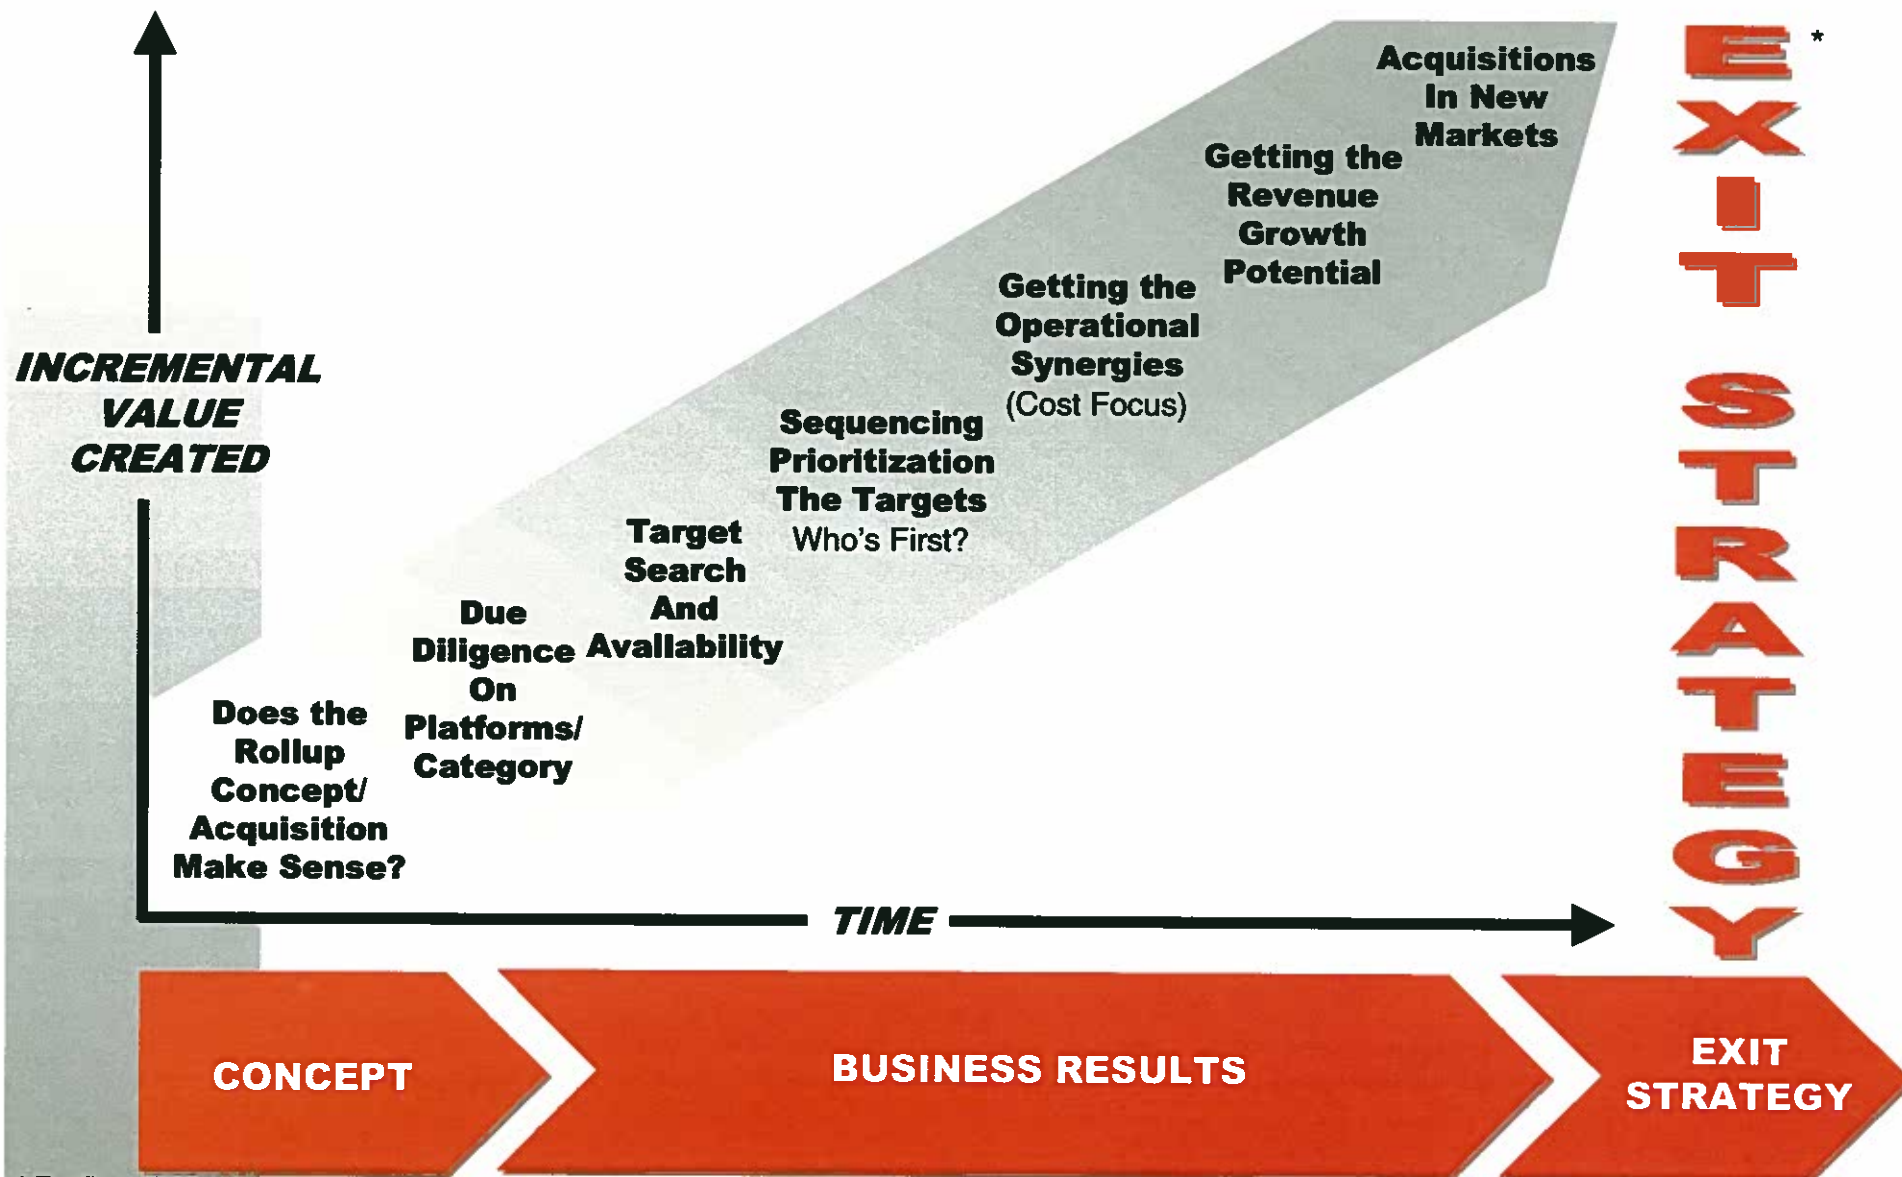 INCREMENTAL
VALUE
CREATED
Does the
Rollup
Concept/
Acquisition
Make Sense?
Due
Diligence
On
Platforms/
Category
Target
Search
And
Availability
Sequencing
Prioritization
The Targets
Who's First?
Getting the
Operational
Synergies
(Cost Focus)
Getting the
Revenue
Growth
Potential
Acquisitions
In New
Markets
EXIT STRATEGY *
TIME
CONCEPT
BUSINESS RESULTS
EXIT
STRATEGY